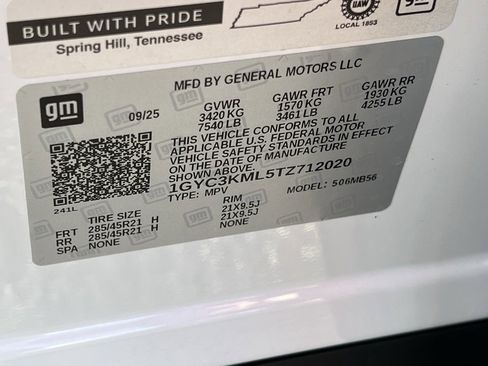 BUILT WITH PRIDE
Spring Hill, Tennessee
UAW
LOCAL 1853
gm
MFD BY GENERAL MOTORS LLC
gm
09/25
GVWR GAWR FRT GAWR RR
3420 KG 1570 KG 1930 KG
7540 LB 3461 LB 4255 LB
THIS VEHICLE CONFORMS TO ALL
APPLICABLE U.S. FEDERAL MOTOR
VEHICLE SAFETY STANDARDS IN EFFECT
ON THE DATE OF MANUFACTURE
SHOWN ABOVE.
1GYC3KML5TZ712020
TYPE: MPV MODEL: 506MB56
241L
TIRE SIZE RIM
FRT 285/45R21 H 21X9.5J
RR 285/45R21 H 21X9.5J
SPA NONE NONE